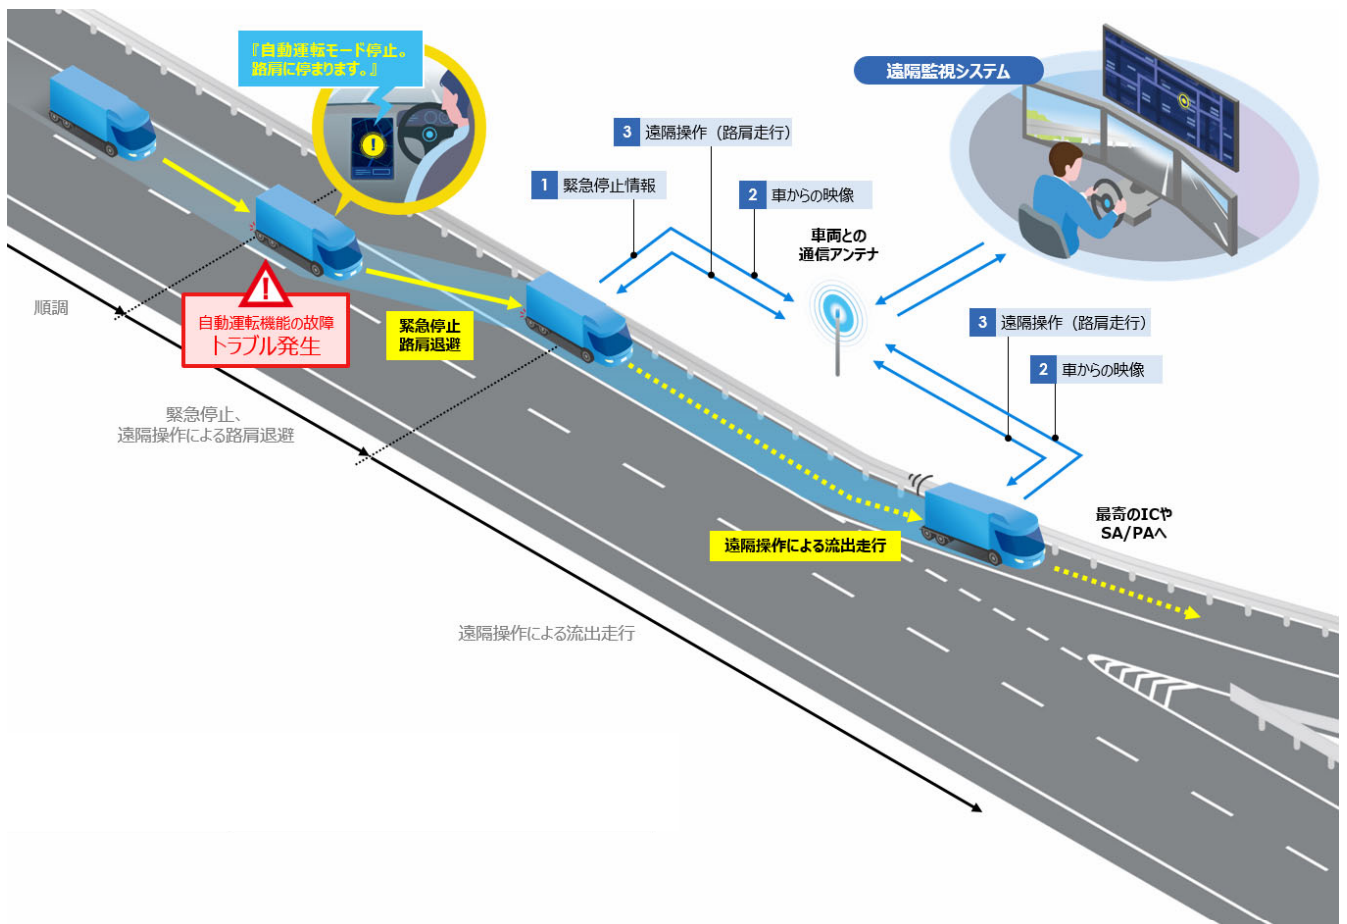 『自動運転モード停止。
路肩に停まります。』
遠隔監視システム
3 遠隔操作（路肩走行）
1 緊急停止情報
2 車からの映像
車両との
通信アンテナ
順調
自動運転機能の故障
トラブル発生
緊急停止
路肩退避
3 遠隔操作（路肩走行）
2 車からの映像
緊急停止、
遠隔操作による路肩退避
最寄のICや
SA/PAへ
遠隔操作による流出走行
遠隔操作による流出走行